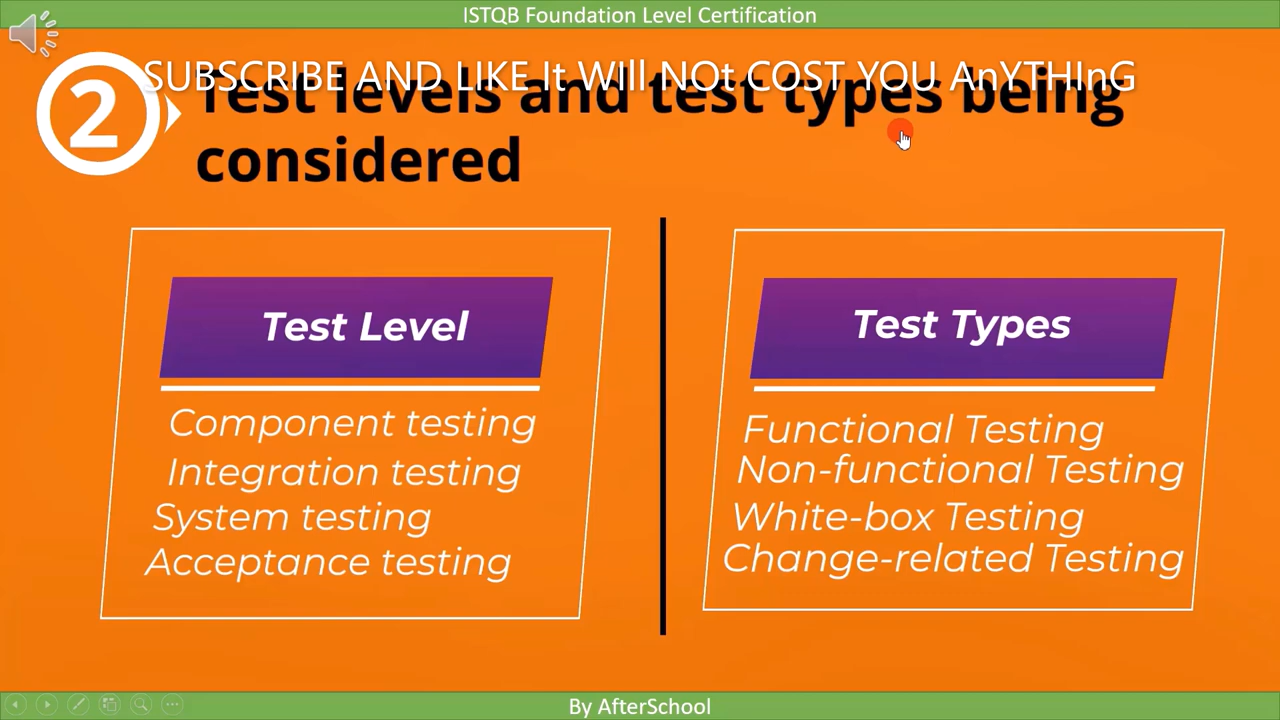 ISTQB Foundation Level Certification
SUBSCRIBE AND LIKE It WIll NOt COST YOU AnYTHInG
2
Test levels and test types being
considered
Test Level
Component testing
Integration testing
System testing
Acceptance testing
Test Types
Functional Testing
Non-functional Testing
White-box Testing
Change-related Testing
By AfterSchool